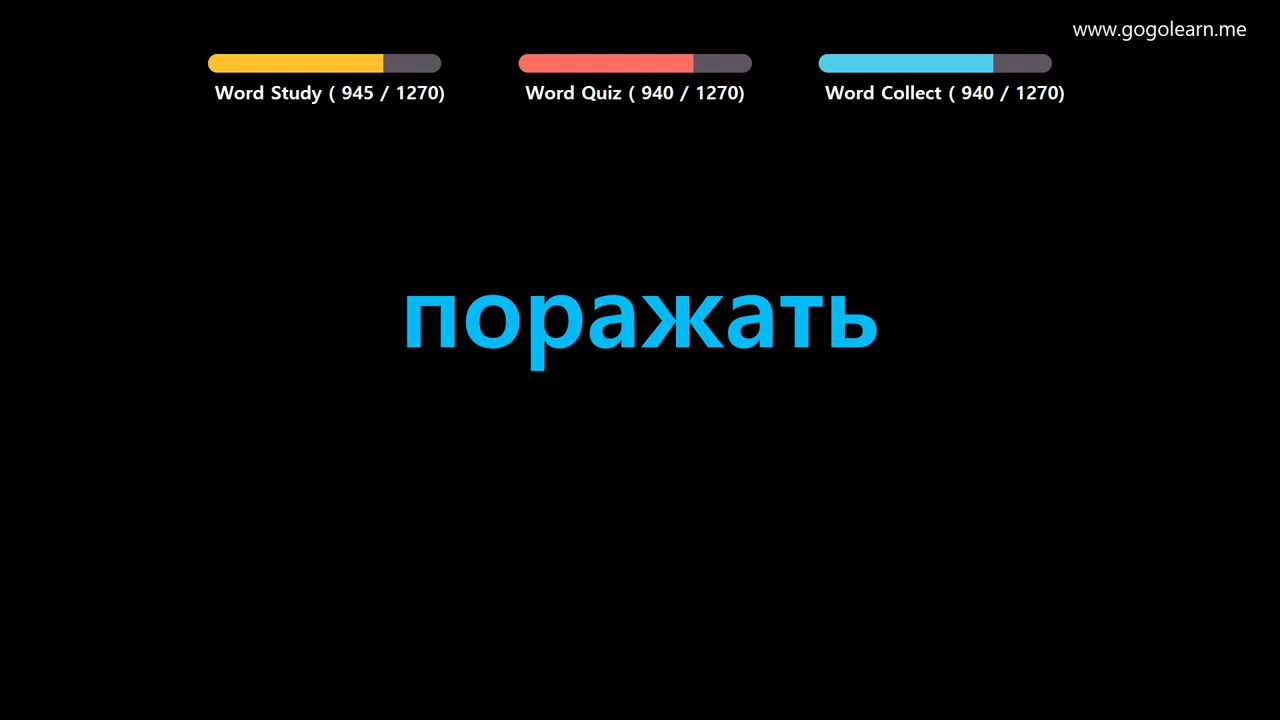 www.gogolearn.me
Word Study ( 945 / 1270)
Word Quiz ( 940 / 1270)
Word Collect ( 940 / 1270)
поражать